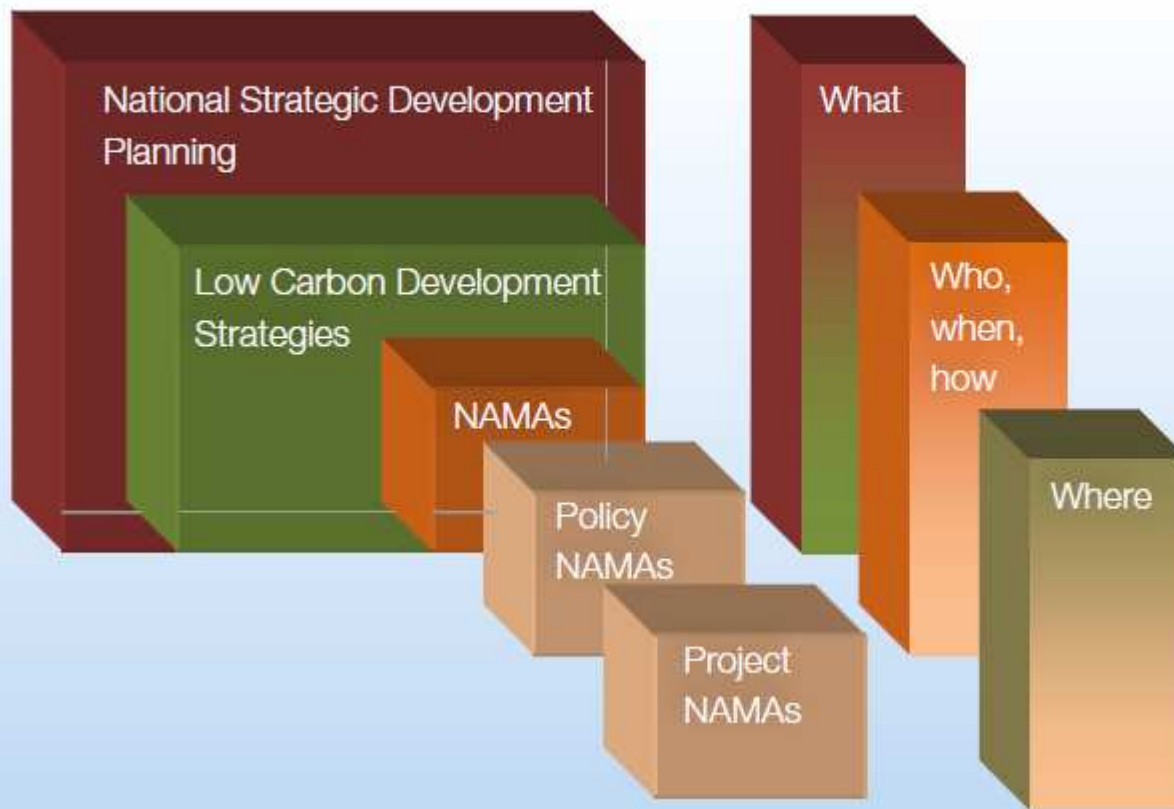 National Strategic Development
Planning
Low Carbon Development
Strategies
NAMAs
Policy
NAMAs
Project
NAMAs
What
Who,
when,
how
Where